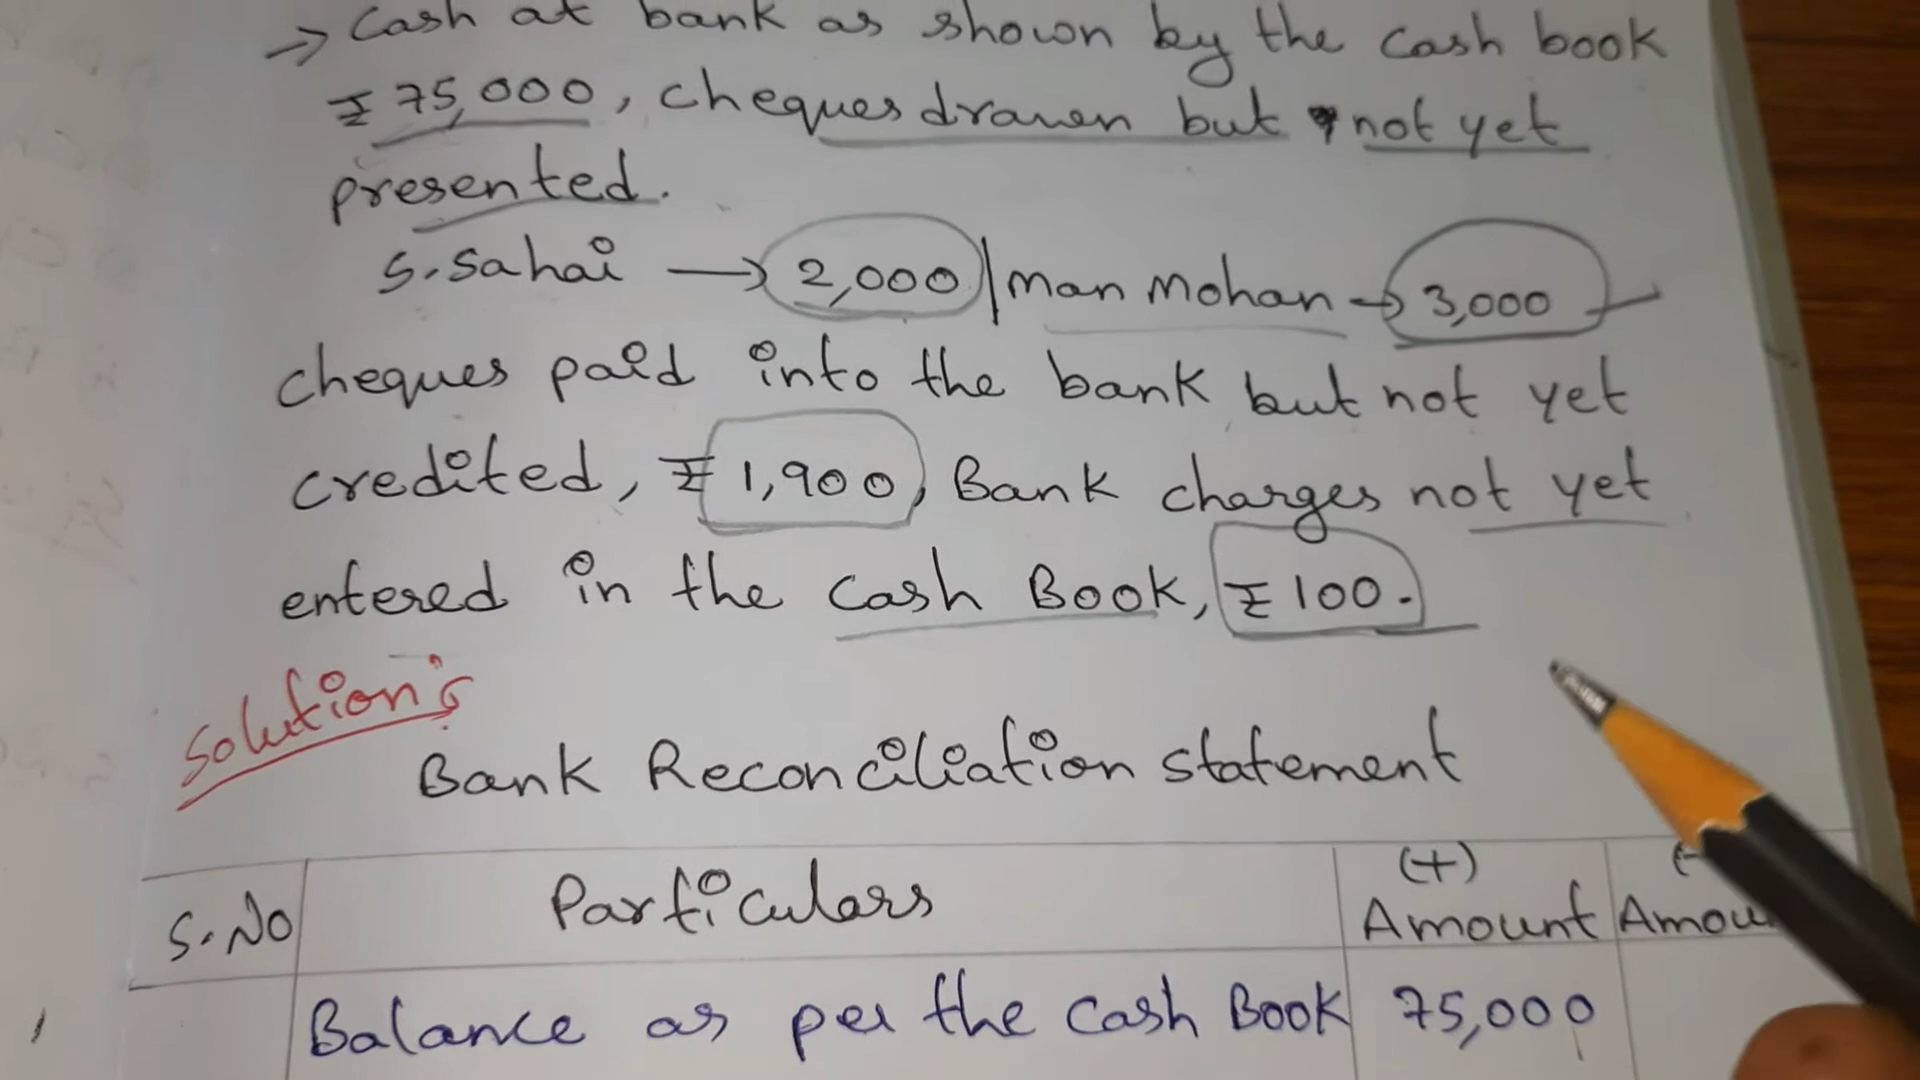 → Cash at bank as shown by the cash book
₹ 75,000, cheques drawn but not yet
presented.
S. Sahai → 2,000 | Man Mohan → 3,000
cheques paid into the bank but not yet
credited, ₹ 1,900, Bank charges not yet
entered in the Cash Book, ₹ 100.
Solution:
Bank Reconciliation Statement
(+)
S.No Particulars Amount
Balance as per the Cash Book 75,000